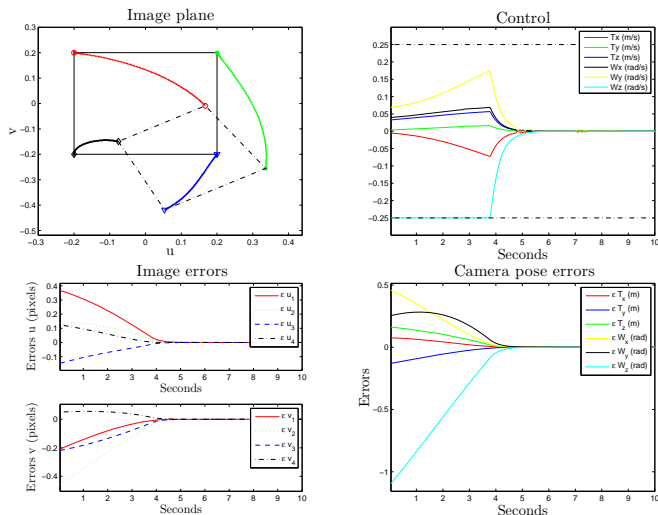 Image plane
0.4
0.3
0.2
0.1
0
−0.1
−0.2
−0.3
−0.4
−0.5
v
−0.3 −0.2 −0.1 0 0.1 0.2 0.3 0.4
u
Control
0.25
0.2
0.15
0.1
0.05
0
−0.05
−0.1
−0.15
−0.2
−0.25
Tx (m/s)
Ty (m/s)
Tz (m/s)
Wx (rad/s)
Wy (rad/s)
Wz (rad/s)
1 2 3 4 5 6 7 8 9 10
Seconds
Image errors
Errors u (pixels)
0.4
0.3
0.2
0.1
0
−0.1
ε u1
ε u2
ε u3
ε u4
1 2 3 4 5 6 7 8 9 10
Seconds
Errors v (pixels)
0
−0.2
−0.4
ε v1
ε v2
ε v3
ε v4
1 2 3 4 5 6 7 8 9 10
Seconds
Camera pose errors
Errors
0.5
0
−0.5
−1
ε Tx (m)
ε Ty (m)
ε Tz (m)
ε Wx (rad)
ε Wy (rad)
ε Wz (rad)
1 2 3 4 5 6 7 8 9 10
Seconds